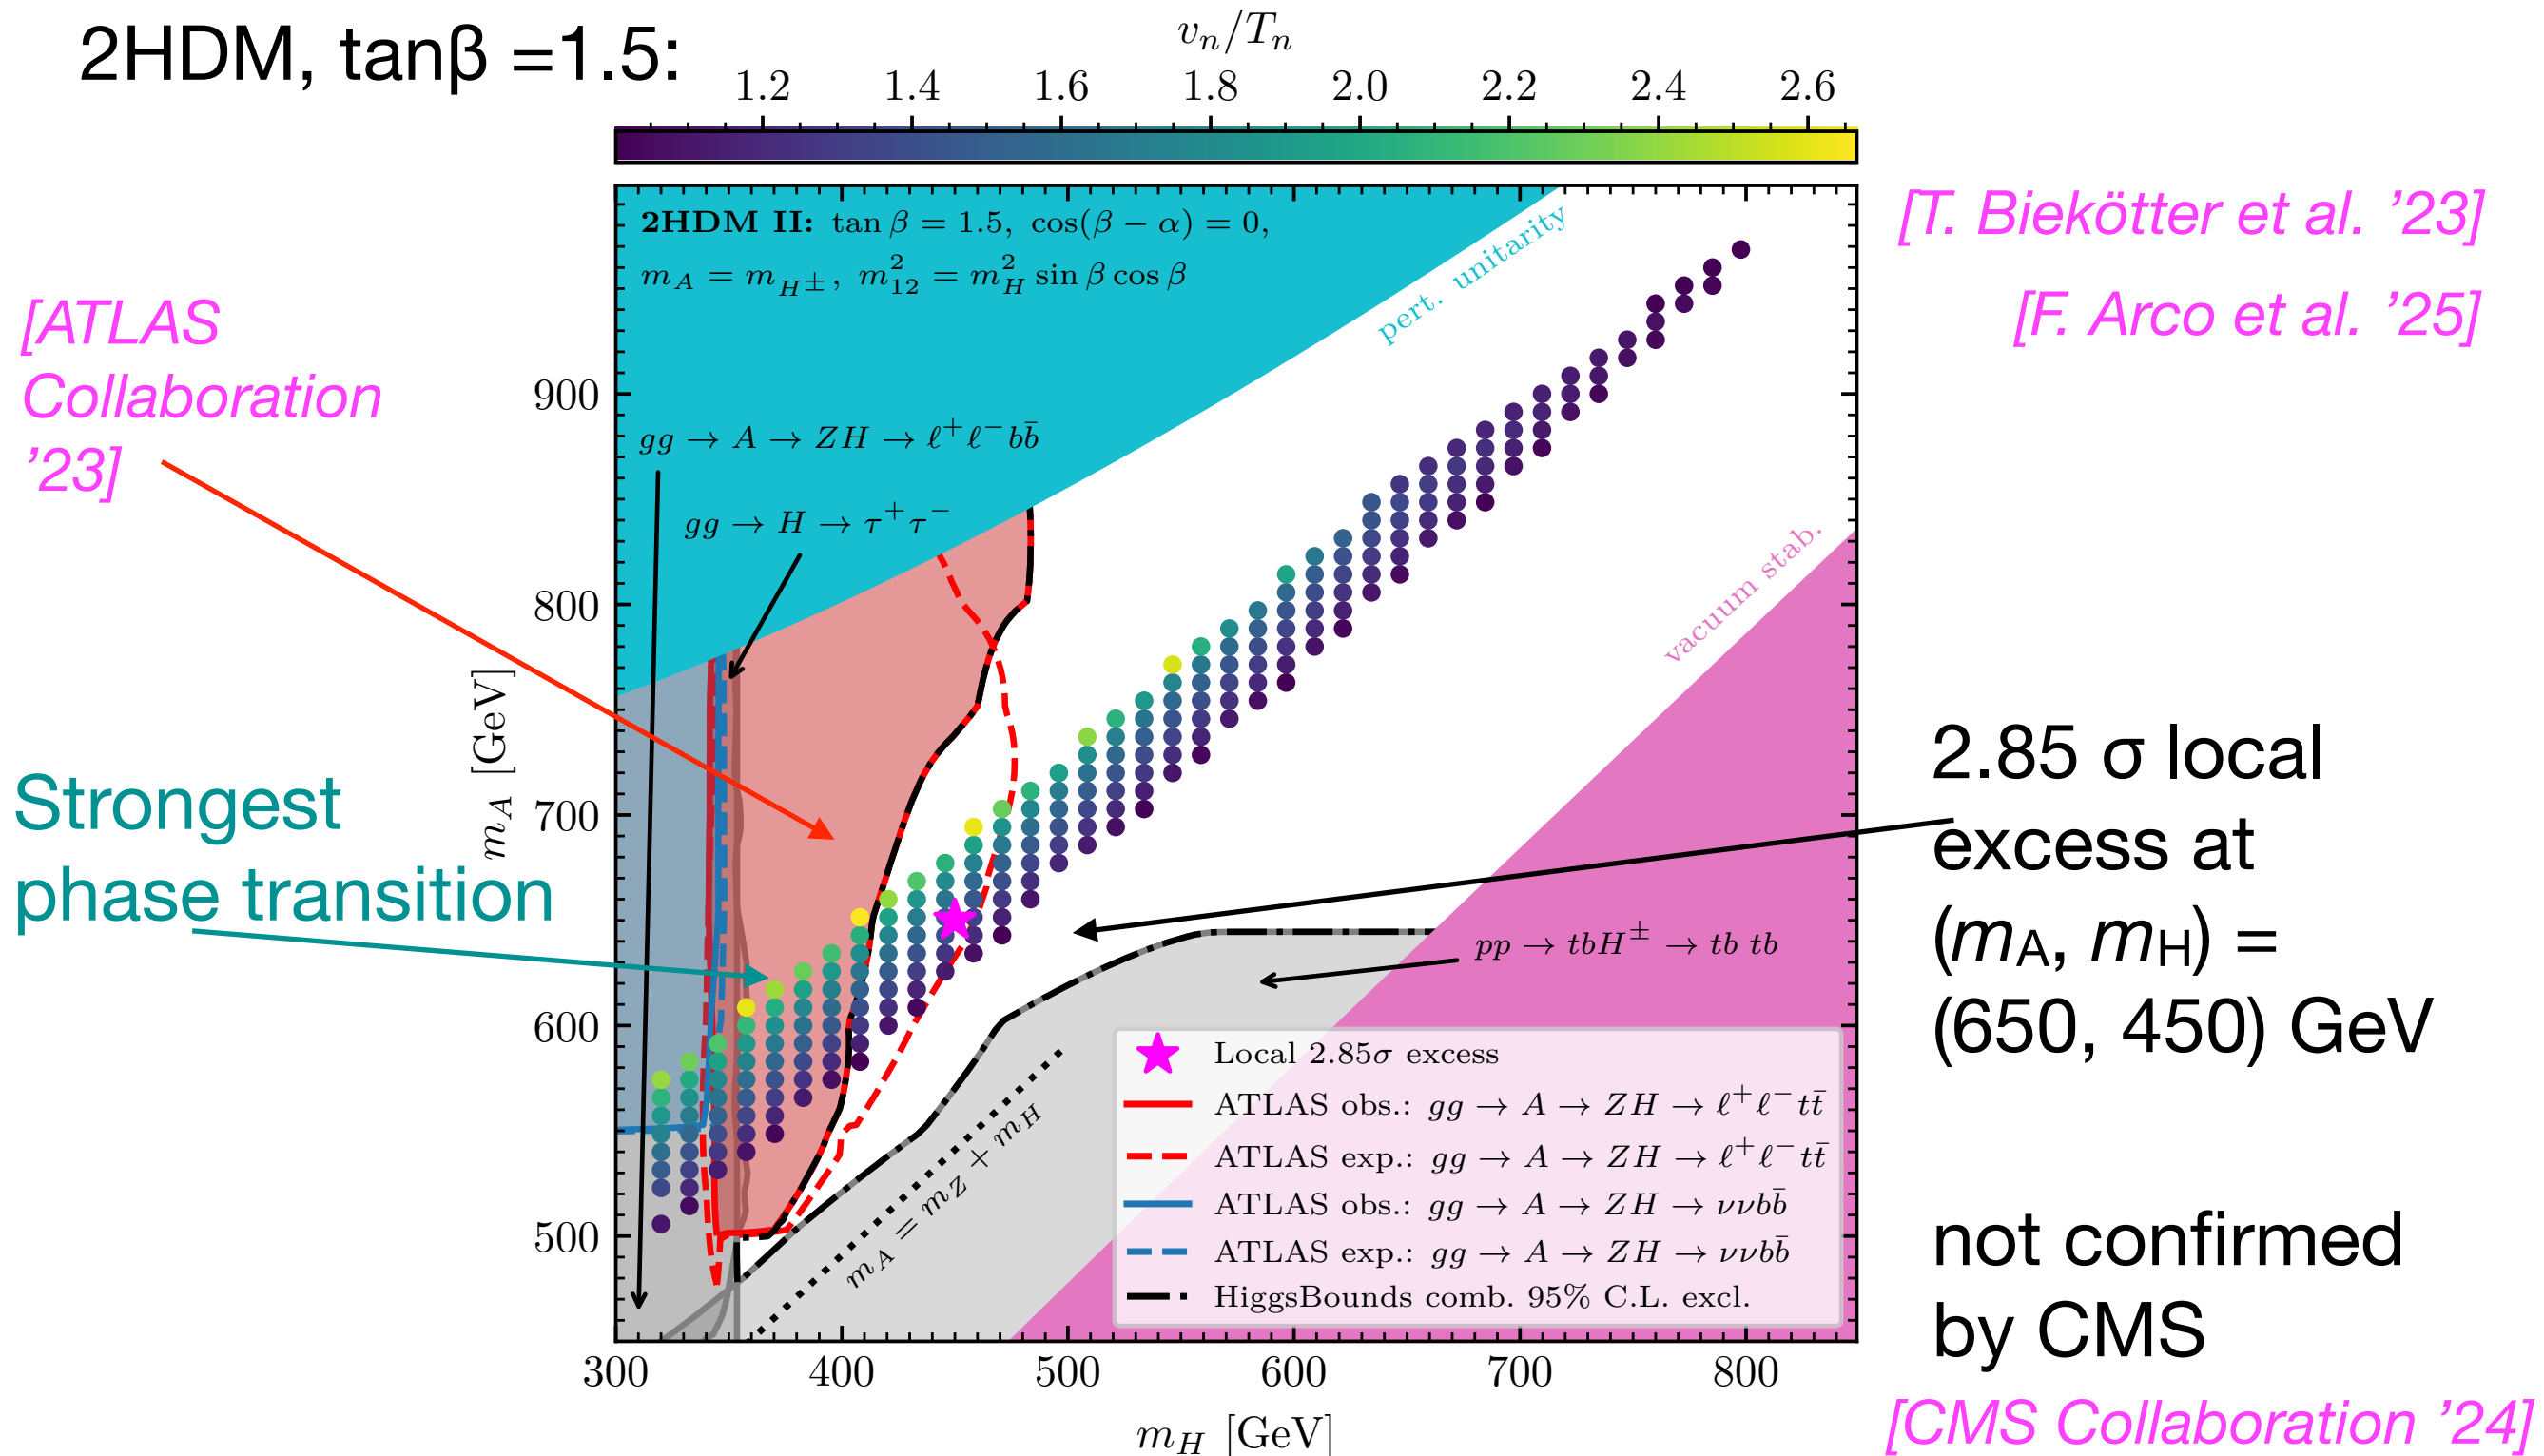 2HDM, tanβ =1.5:
v_n/T_n
1.2 1.4 1.6 1.8 2.0 2.2 2.4 2.6
2HDM II: tan β = 1.5, cos(β − α) = 0,
m_A = m_{H^±}, m_{12}^2 = m_H^2 sin β cos β
pert. unitarity
[T. Biekötter et al. ’23]
[F. Arco et al. ’25]
[ATLAS
Collaboration
’23]
gg → A → ZH → ℓ⁺ℓ⁻bb̄
gg → H → τ⁺τ⁻
vacuum stab.
Strongest
phase transition
2.85 σ local
excess at
(m_A, m_H) =
(650, 450) GeV
not confirmed
by CMS
[CMS Collaboration ’24]
pp → tbH^± → tb tb
m_A = m_Z + m_H
Local 2.85σ excess
ATLAS obs.: gg → A → ZH → ℓ⁺ℓ⁻tt̄
ATLAS exp.: gg → A → ZH → ℓ⁺ℓ⁻tt̄
ATLAS obs.: gg → A → ZH → ννbb̄
ATLAS exp.: gg → A → ZH → ννbb̄
HiggsBounds comb. 95% C.L. excl.
m_A [GeV]
900
800
700
600
500
300 400 500 600 700 800
m_H [GeV]